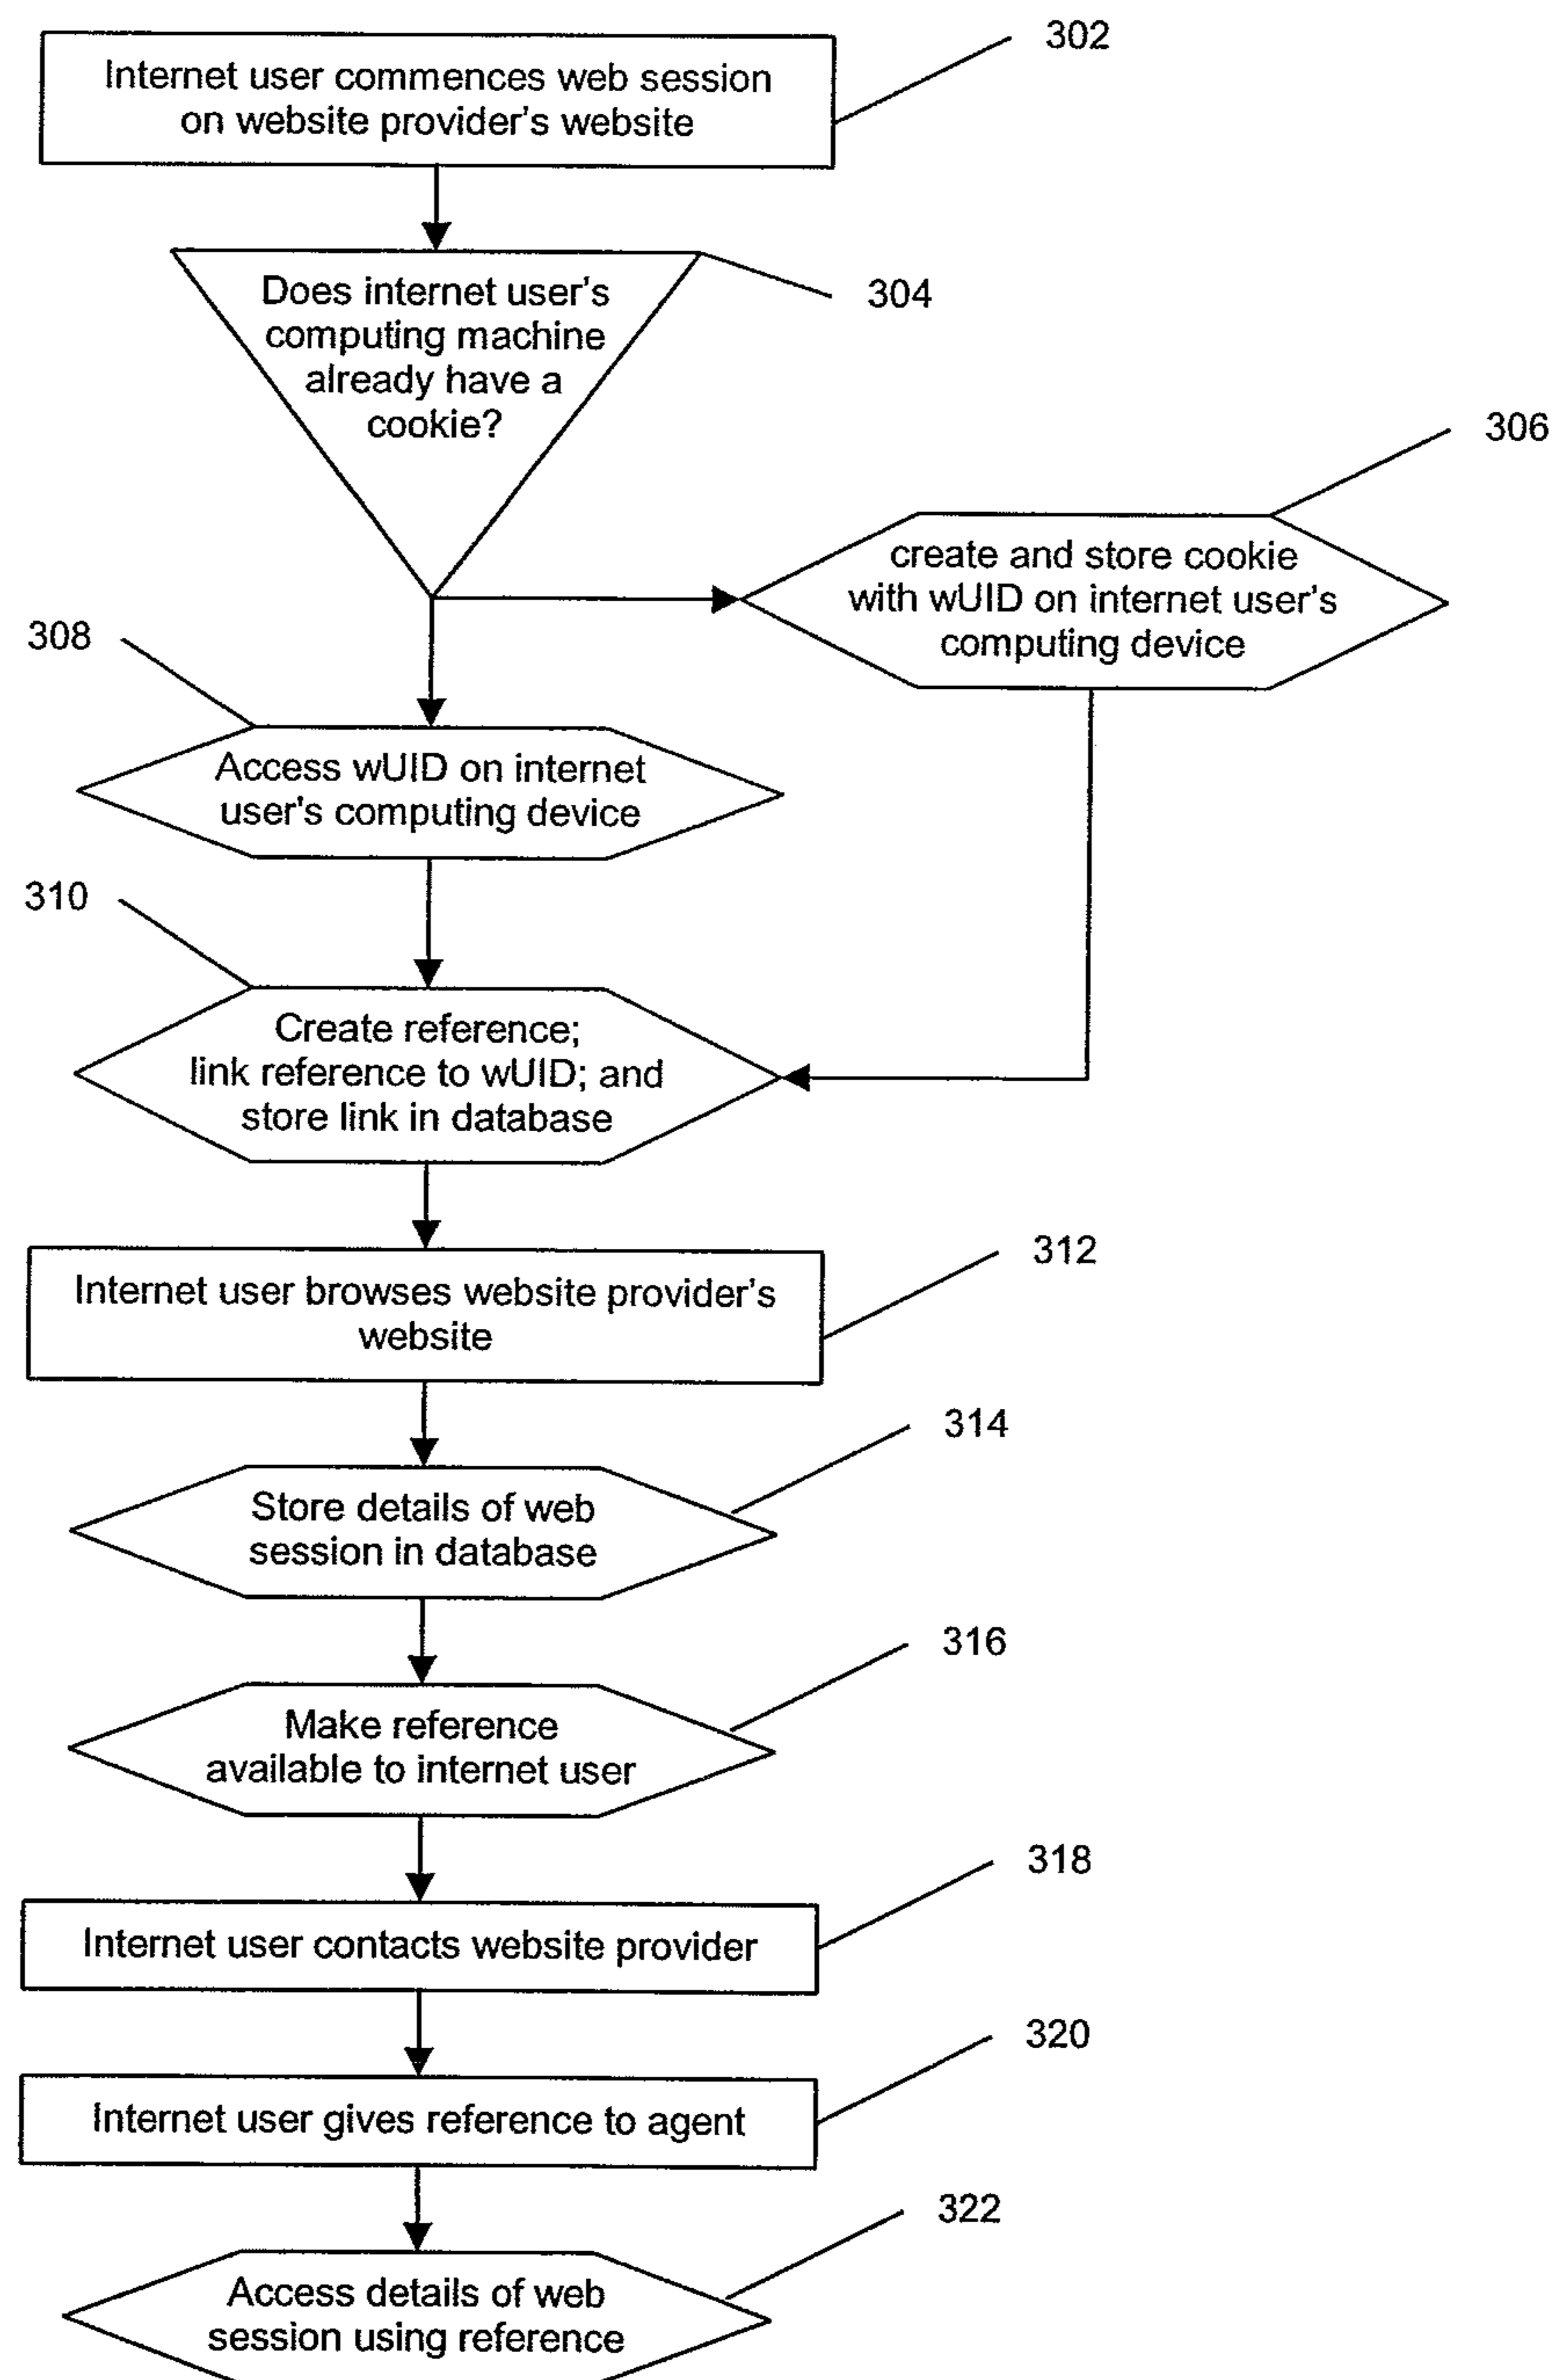 302
Internet user commences web session
on website provider's website
304
Does internet user's
computing machine
already have a
cookie?
306
create and store cookie
with wUID on internet user's
computing device
308
Access wUID on internet
user's computing device
310
Create reference;
link reference to wUID; and
store link in database
312
Internet user browses website provider's
website
314
Store details of web
session in database
316
Make reference
available to internet user
318
Internet user contacts website provider
320
Internet user gives reference to agent
322
Access details of web
session using reference